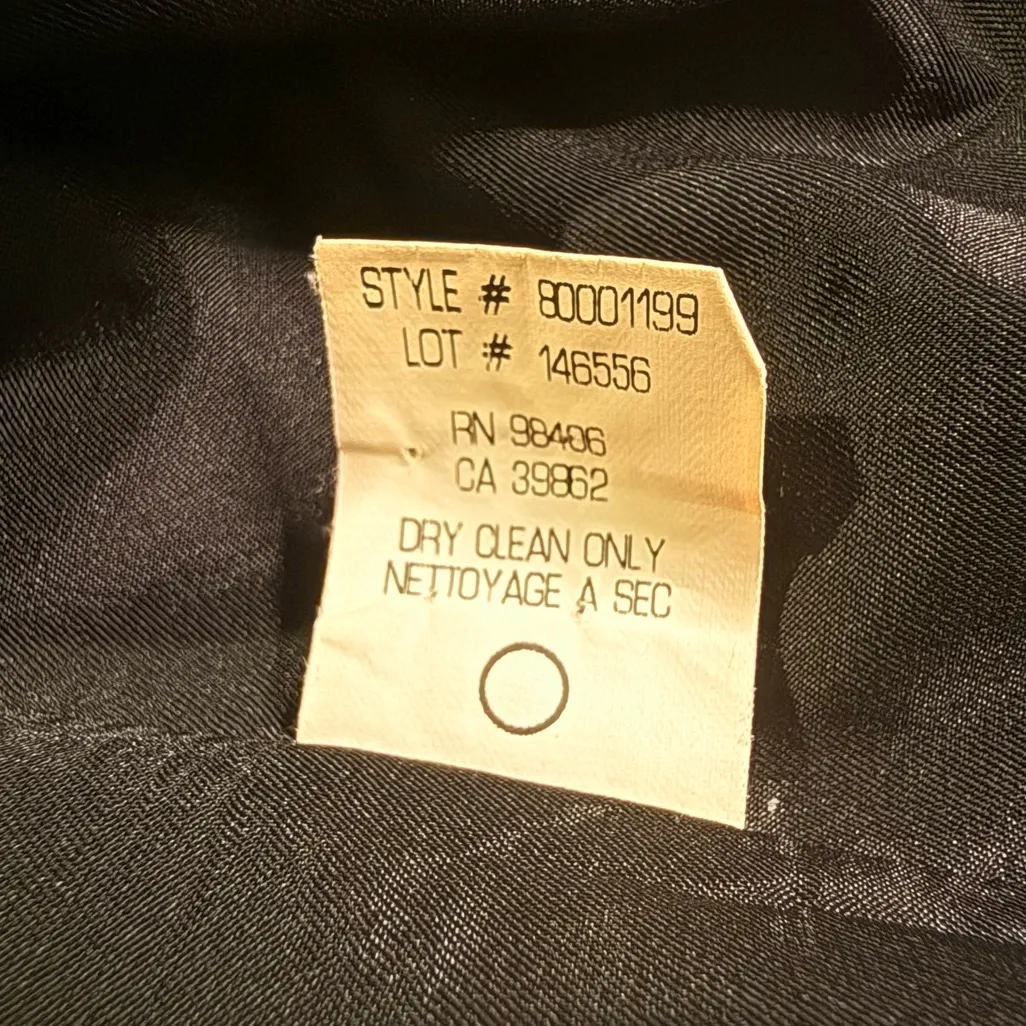 STYLE # 80001199
LOT # 146556
RN 98406
CA 39862
DRY CLEAN ONLY
NETTOYAGE A SEC